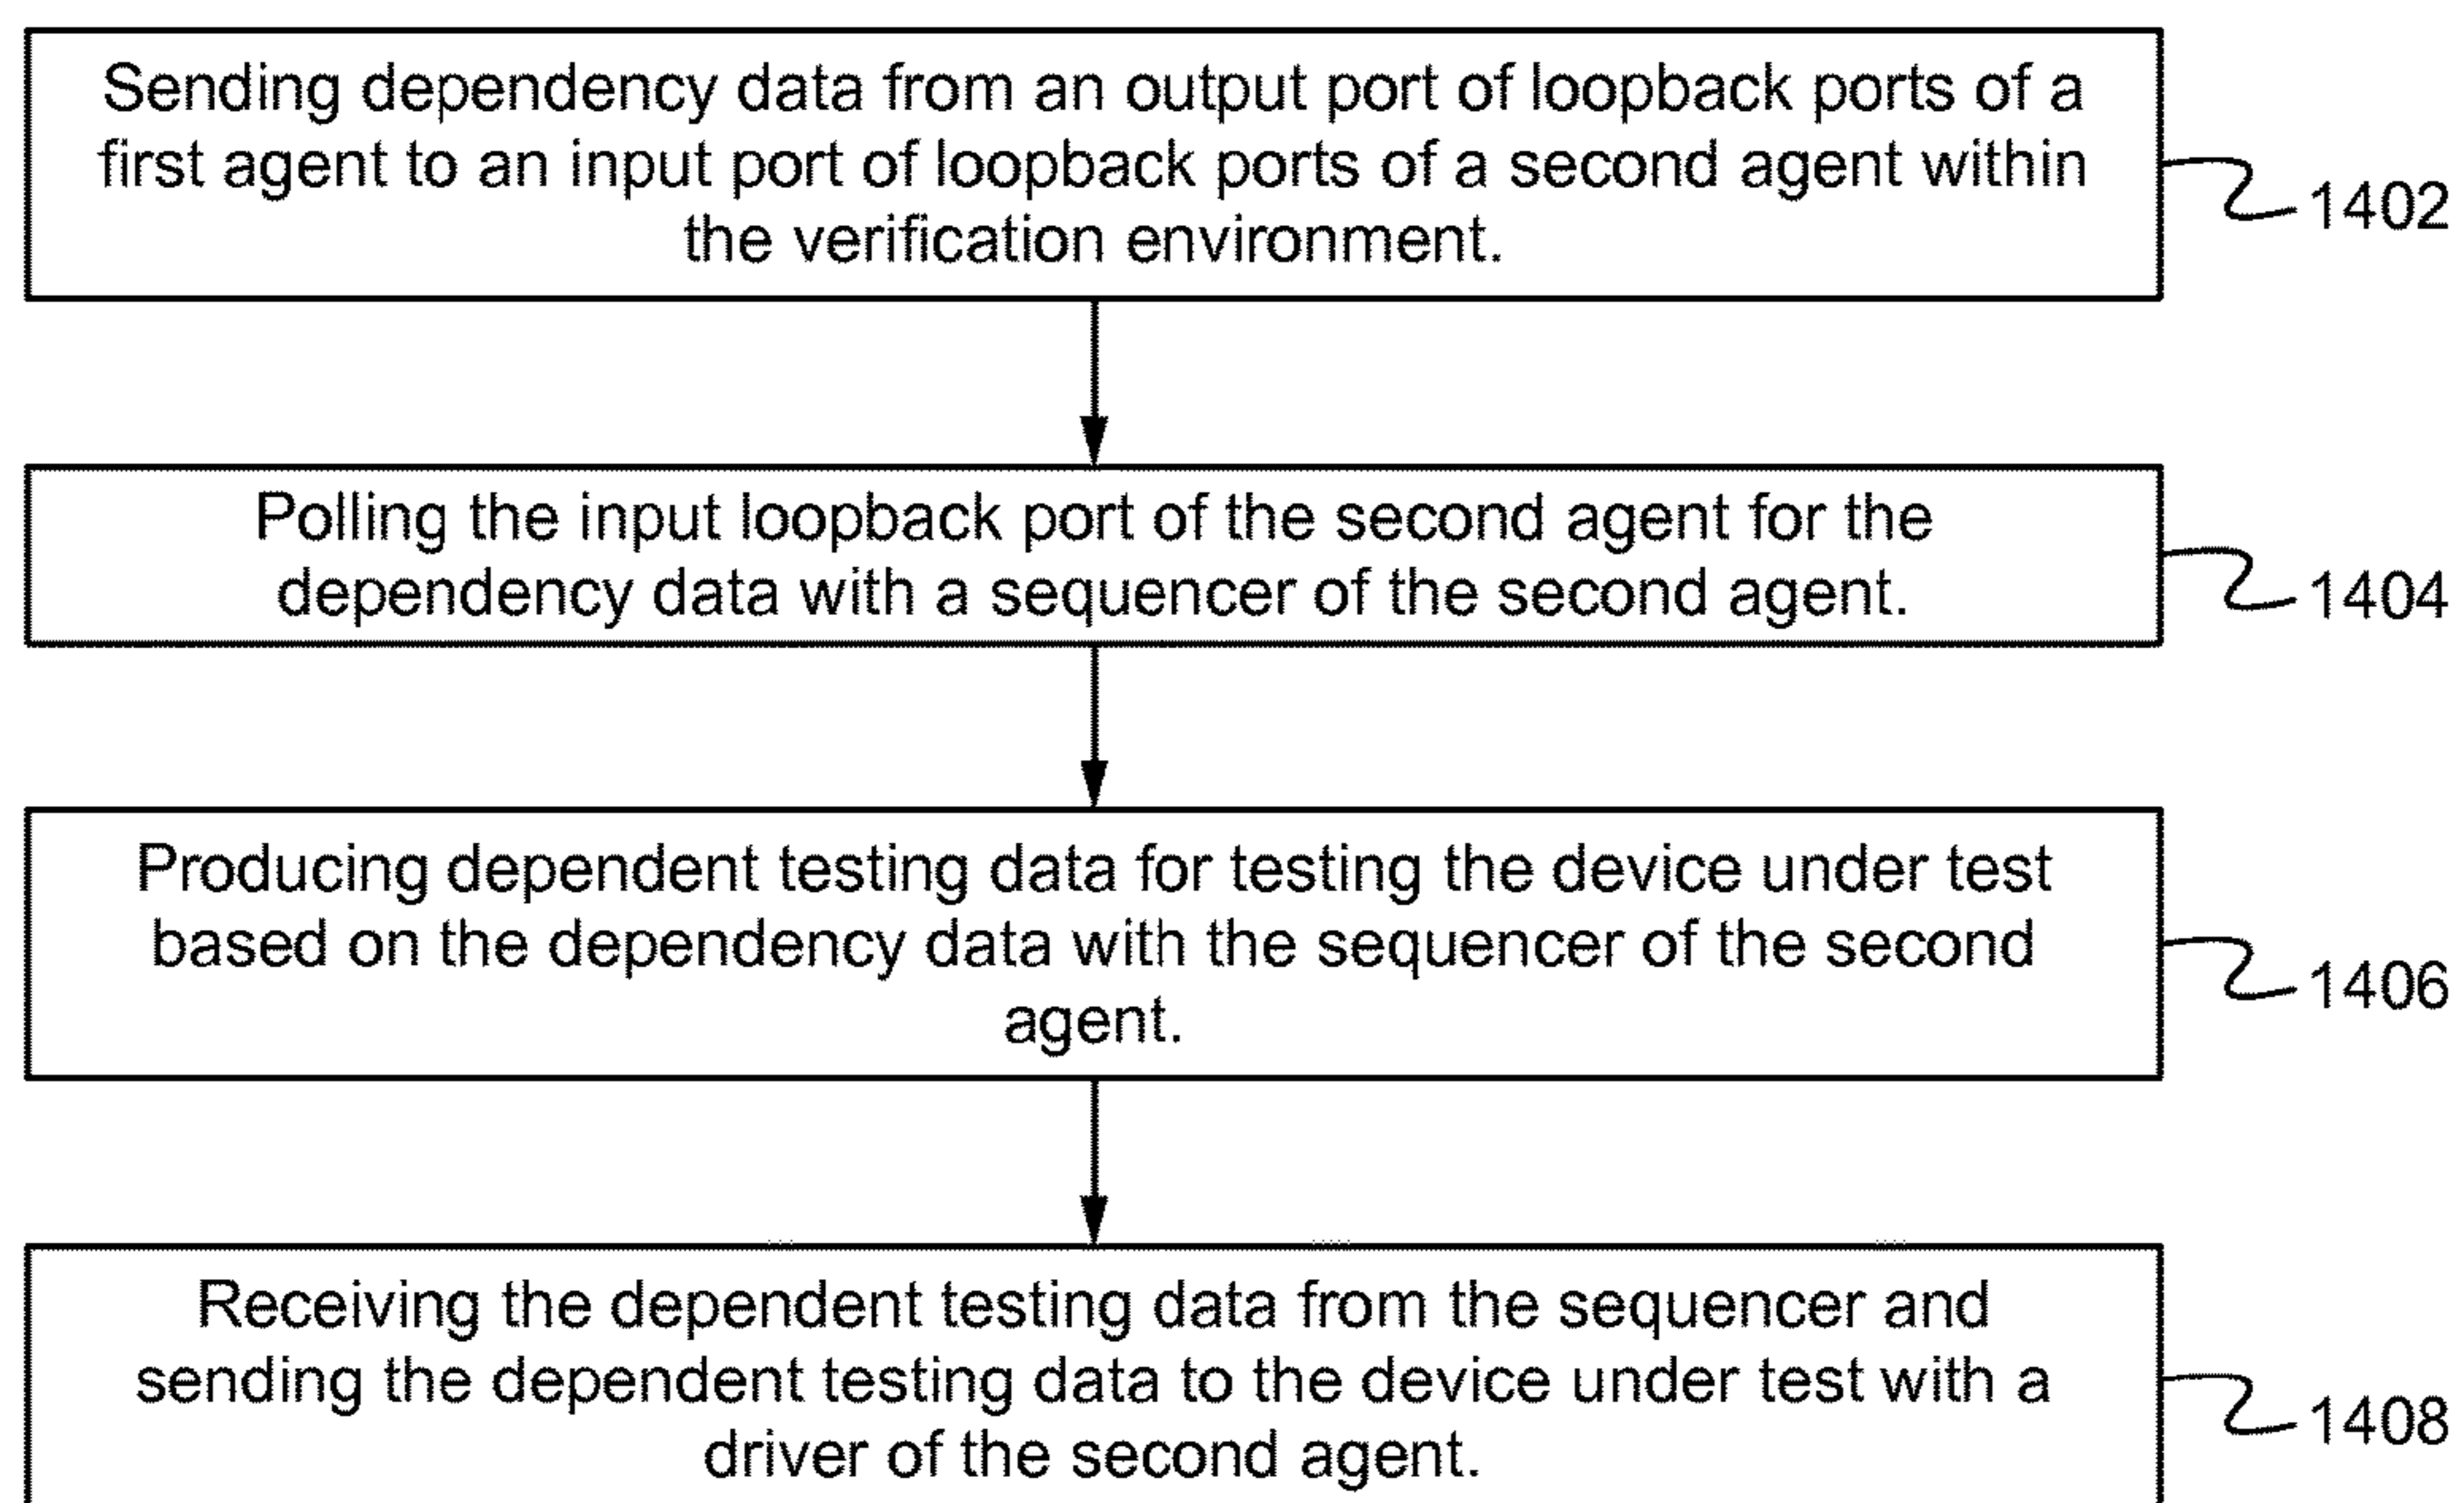 Sending dependency data from an output port of loopback ports of a
first agent to an input port of loopback ports of a second agent within
the verification environment.
1402
Polling the input loopback port of the second agent for the
dependency data with a sequencer of the second agent.
1404
Producing dependent testing data for testing the device under test
based on the dependency data with the sequencer of the second
agent.
1406
Receiving the dependent testing data from the sequencer and
sending the dependent testing data to the device under test with a
driver of the second agent.
1408